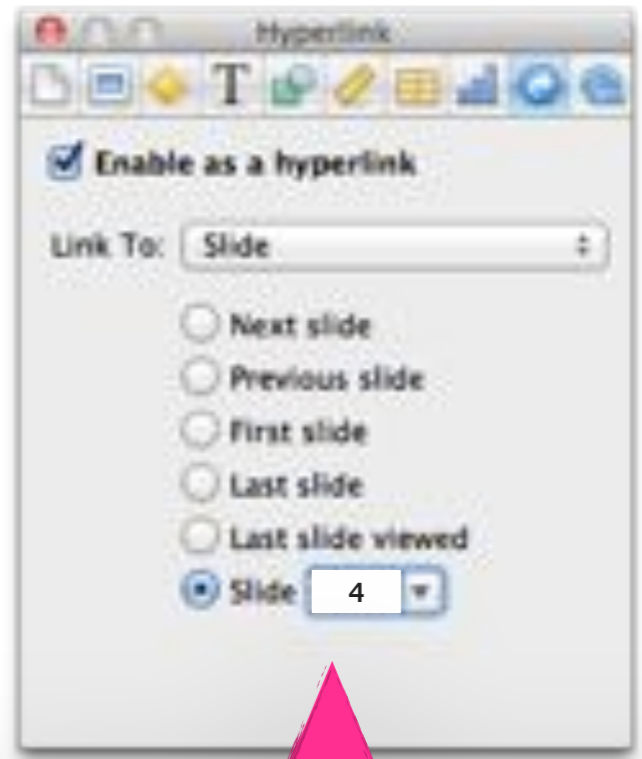 Hyperlink
T
Enable as a hyperlink
Link To: Slide
Next slide
Previous slide
First slide
Last slide
Last slide viewed
Slide 4